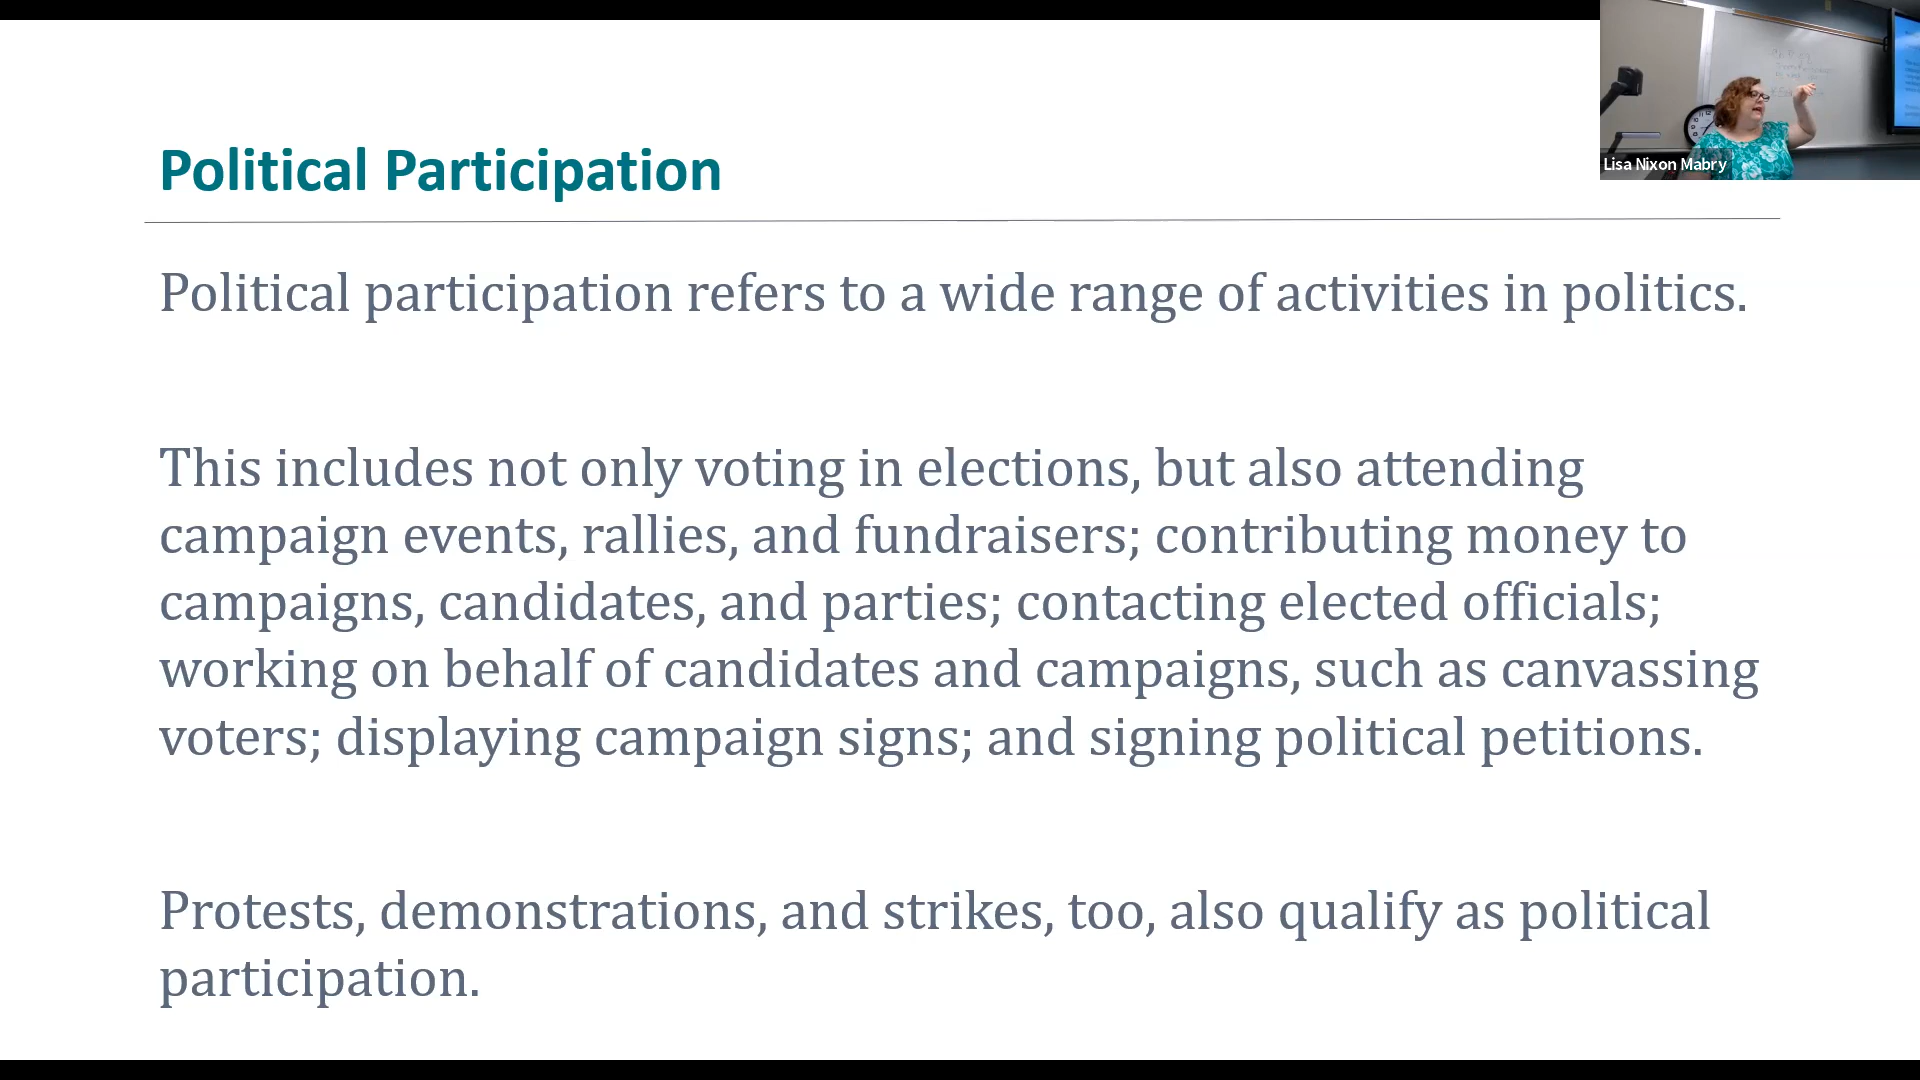 Political Participation
Lisa Nixon Mabry
Political participation refers to a wide range of activities in politics.
This includes not only voting in elections, but also attending
campaign events, rallies, and fundraisers; contributing money to
campaigns, candidates, and parties; contacting elected officials;
working on behalf of candidates and campaigns, such as canvassing
voters; displaying campaign signs; and signing political petitions.
Protests, demonstrations, and strikes, too, also qualify as political
participation.